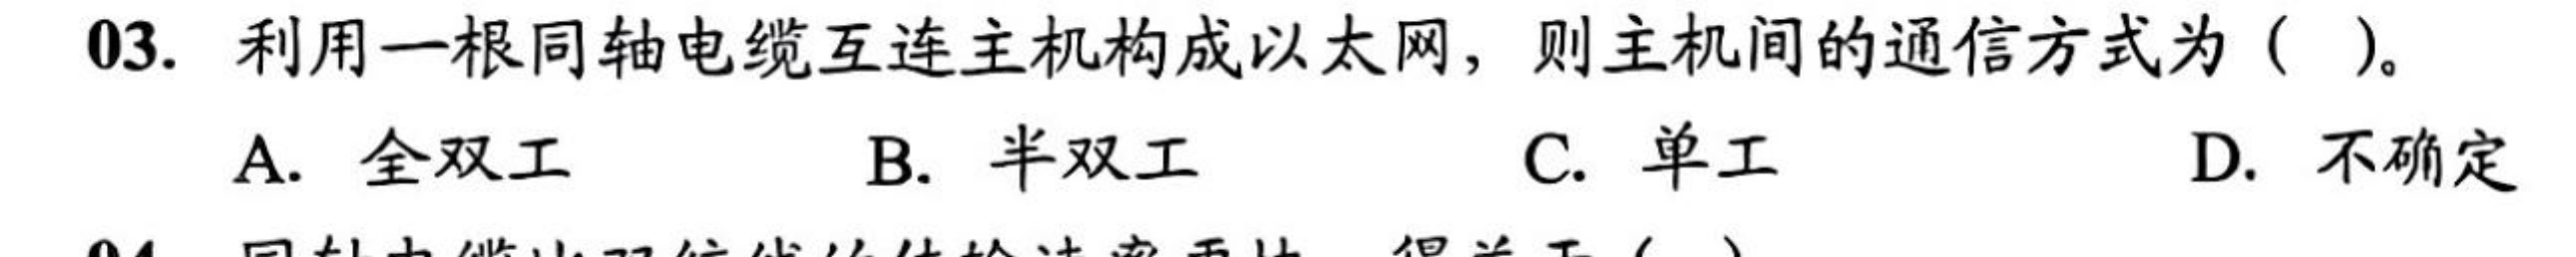 03. 利用一根同轴电缆互连主机构成以太网，则主机间的通信方式为（ ）。
A. 全双工 B. 半双工 C. 单工 D. 不确定